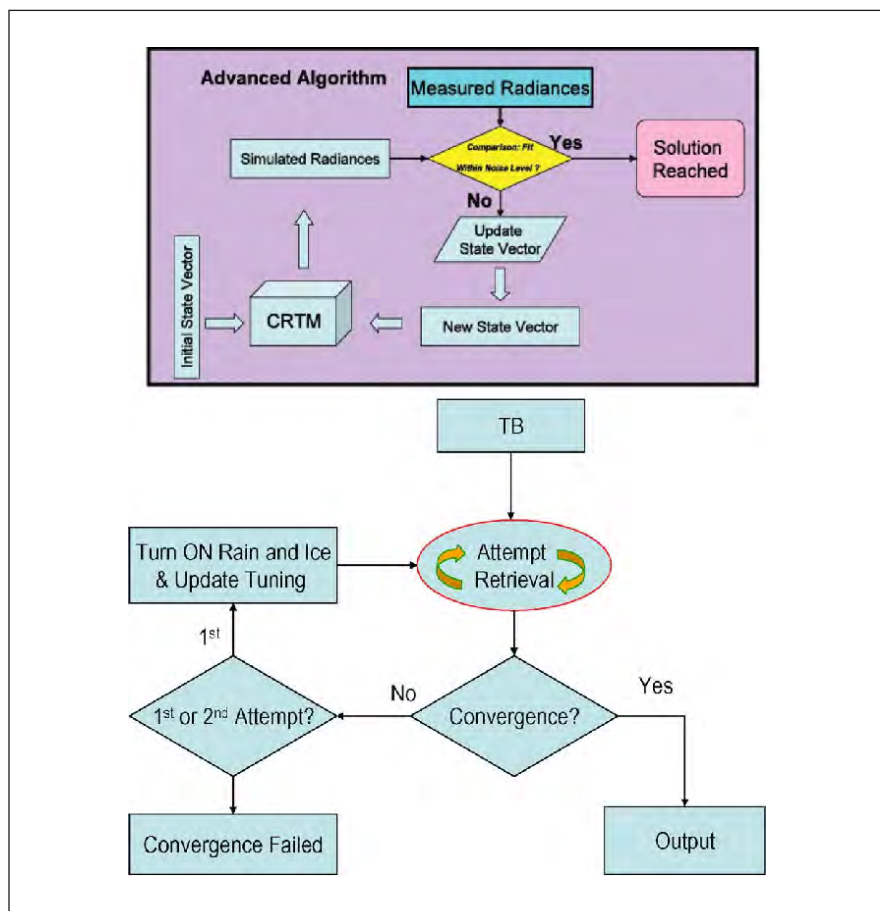 Advanced Algorithm
Measured Radiances
Simulated Radiances
Comparison: Fit
Within Noise Level ?
Yes
Solution
Reached
No
Update
State Vector
Initial State Vector
CRTM
New State Vector
TB
Turn ON Rain and Ice
& Update Tuning
Attempt
Retrieval
1st
No
Yes
1st or 2nd Attempt?
Convergence?
Convergence Failed
Output